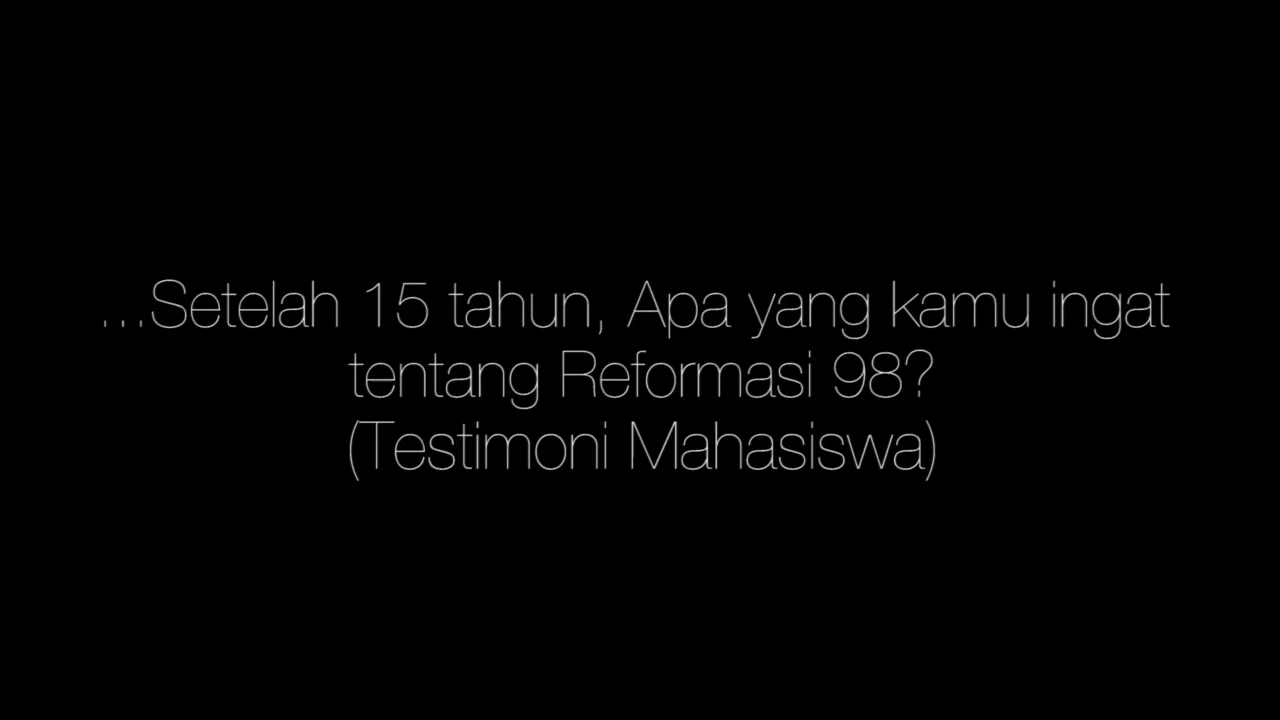 ...Setelah 15 tahun, Apa yang kamu ingat
tentang Reformasi 98?
(Testimoni Mahasiswa)